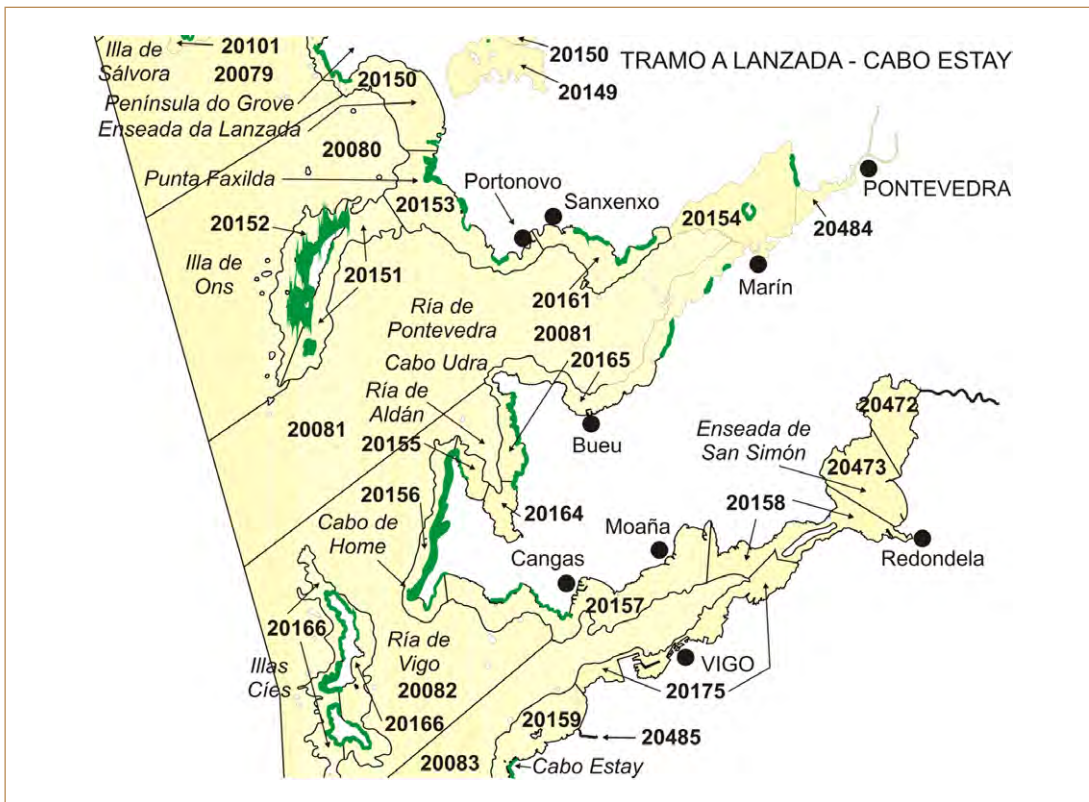 Illa de
Sálvora
20101
20079
20150
20150
20149
TRAMO A LANZADA - CABO ESTAY
Península do Grove
Enseada da Lanzada
20080
Punta Faxilda
20153
Portonovo
Sanxenxo
20154
PONTEVEDRA
20484
Marín
20152
Illa de
Ons
20151
20161
Ría de
Pontevedra
20081
Cabo Udra
20165
Ría de
Aldán
20081
20155
Bueu
20472
Enseada de
San Simón
20473
20156
20164
20158
Cabo de
Home
Moaña
Cangas
Redondela
20157
20166
Ría de
Vigo
VIGO
Illas
Cíes
20082
20175
20166
20159
20485
20083
Cabo Estay